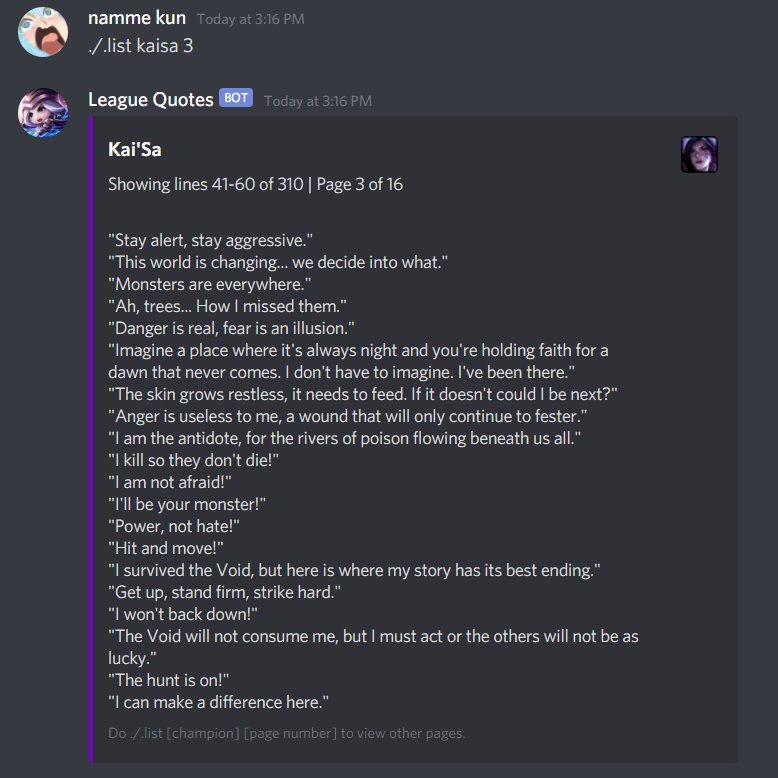 namme kun Today at 3:16 PM
./.list kaisa 3
League Quotes BOT Today at 3:16 PM
Kai'Sa
Showing lines 41-60 of 310 | Page 3 of 16
"Stay alert, stay aggressive."
"This world is changing... we decide into what."
"Monsters are everywhere."
"Ah, trees... How I missed them."
"Danger is real, fear is an illusion."
"Imagine a place where it's always night and you're holding faith for a
dawn that never comes. I don't have to imagine. I've been there."
"The skin grows restless, it needs to feed. If it doesn't could I be next?"
"Anger is useless to me, a wound that will only continue to fester."
"I am the antidote, for the rivers of poison flowing beneath us all."
"I kill so they don't die!"
"I am not afraid!"
"I'll be your monster!"
"Power, not hate!"
"Hit and move!"
"I survived the Void, but here is where my story has its best ending."
"Get up, stand firm, strike hard."
"I won't back down!"
"The Void will not consume me, but I must act or the others will not be as
lucky."
"The hunt is on!"
"I can make a difference here."
Do ./.list [champion] [page number] to view other pages.